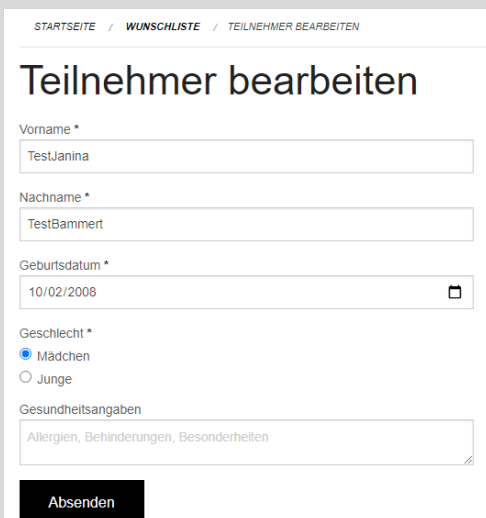 STARTSEITE / WUNSCHLISTE / TEILNEHMER BEARBEITEN
Teilnehmer bearbeiten
Vorname *
TestJanina
Nachname *
TestBammert
Geburtsdatum *
10/02/2008
Geschlecht *
Mädchen
Junge
Gesundheitsangaben
Allergien, Behinderungen, Besonderheiten
Absenden